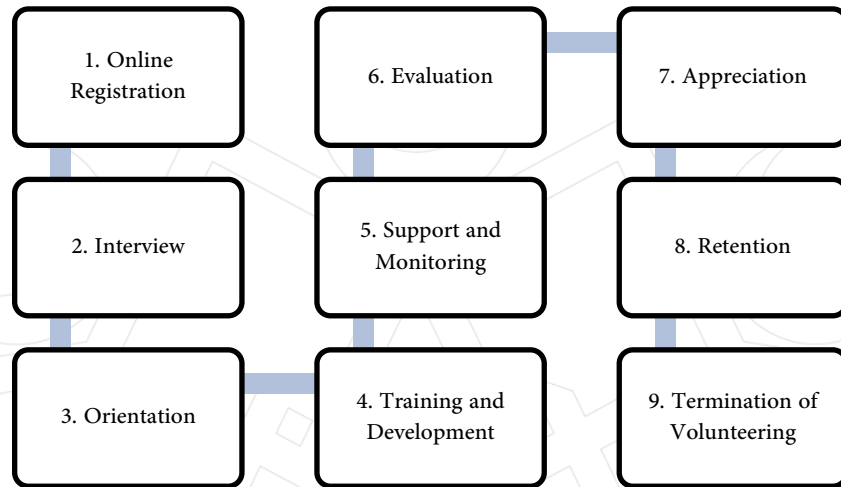 1. Online
Registration
2. Interview
3. Orientation
4. Training and
Development
5. Support and
Monitoring
6. Evaluation
7. Appreciation
8. Retention
9. Termination of
Volunteering